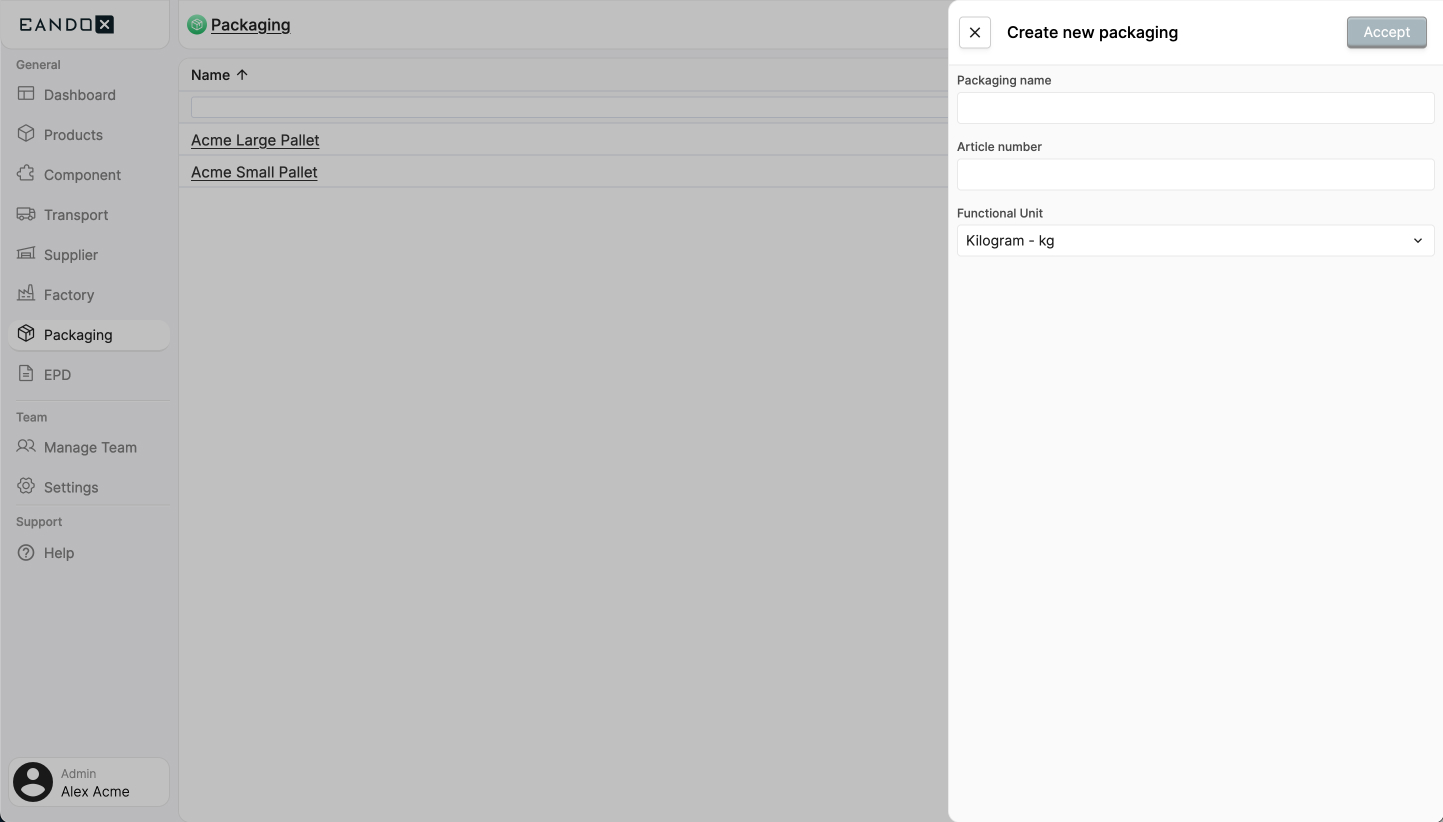 CANDO X
Packaging
General
Dashboard
Products
Component
Transport
Supplier
Factory
Packaging
EPD
Team
Manage Team
Settings
Support
Help
Admin
Alex Acme
Name
Acme Large Pallet
Acme Small Pallet
Create new packaging
Accept
Packaging name
Article number
Functional Unit
Kilogram - kg